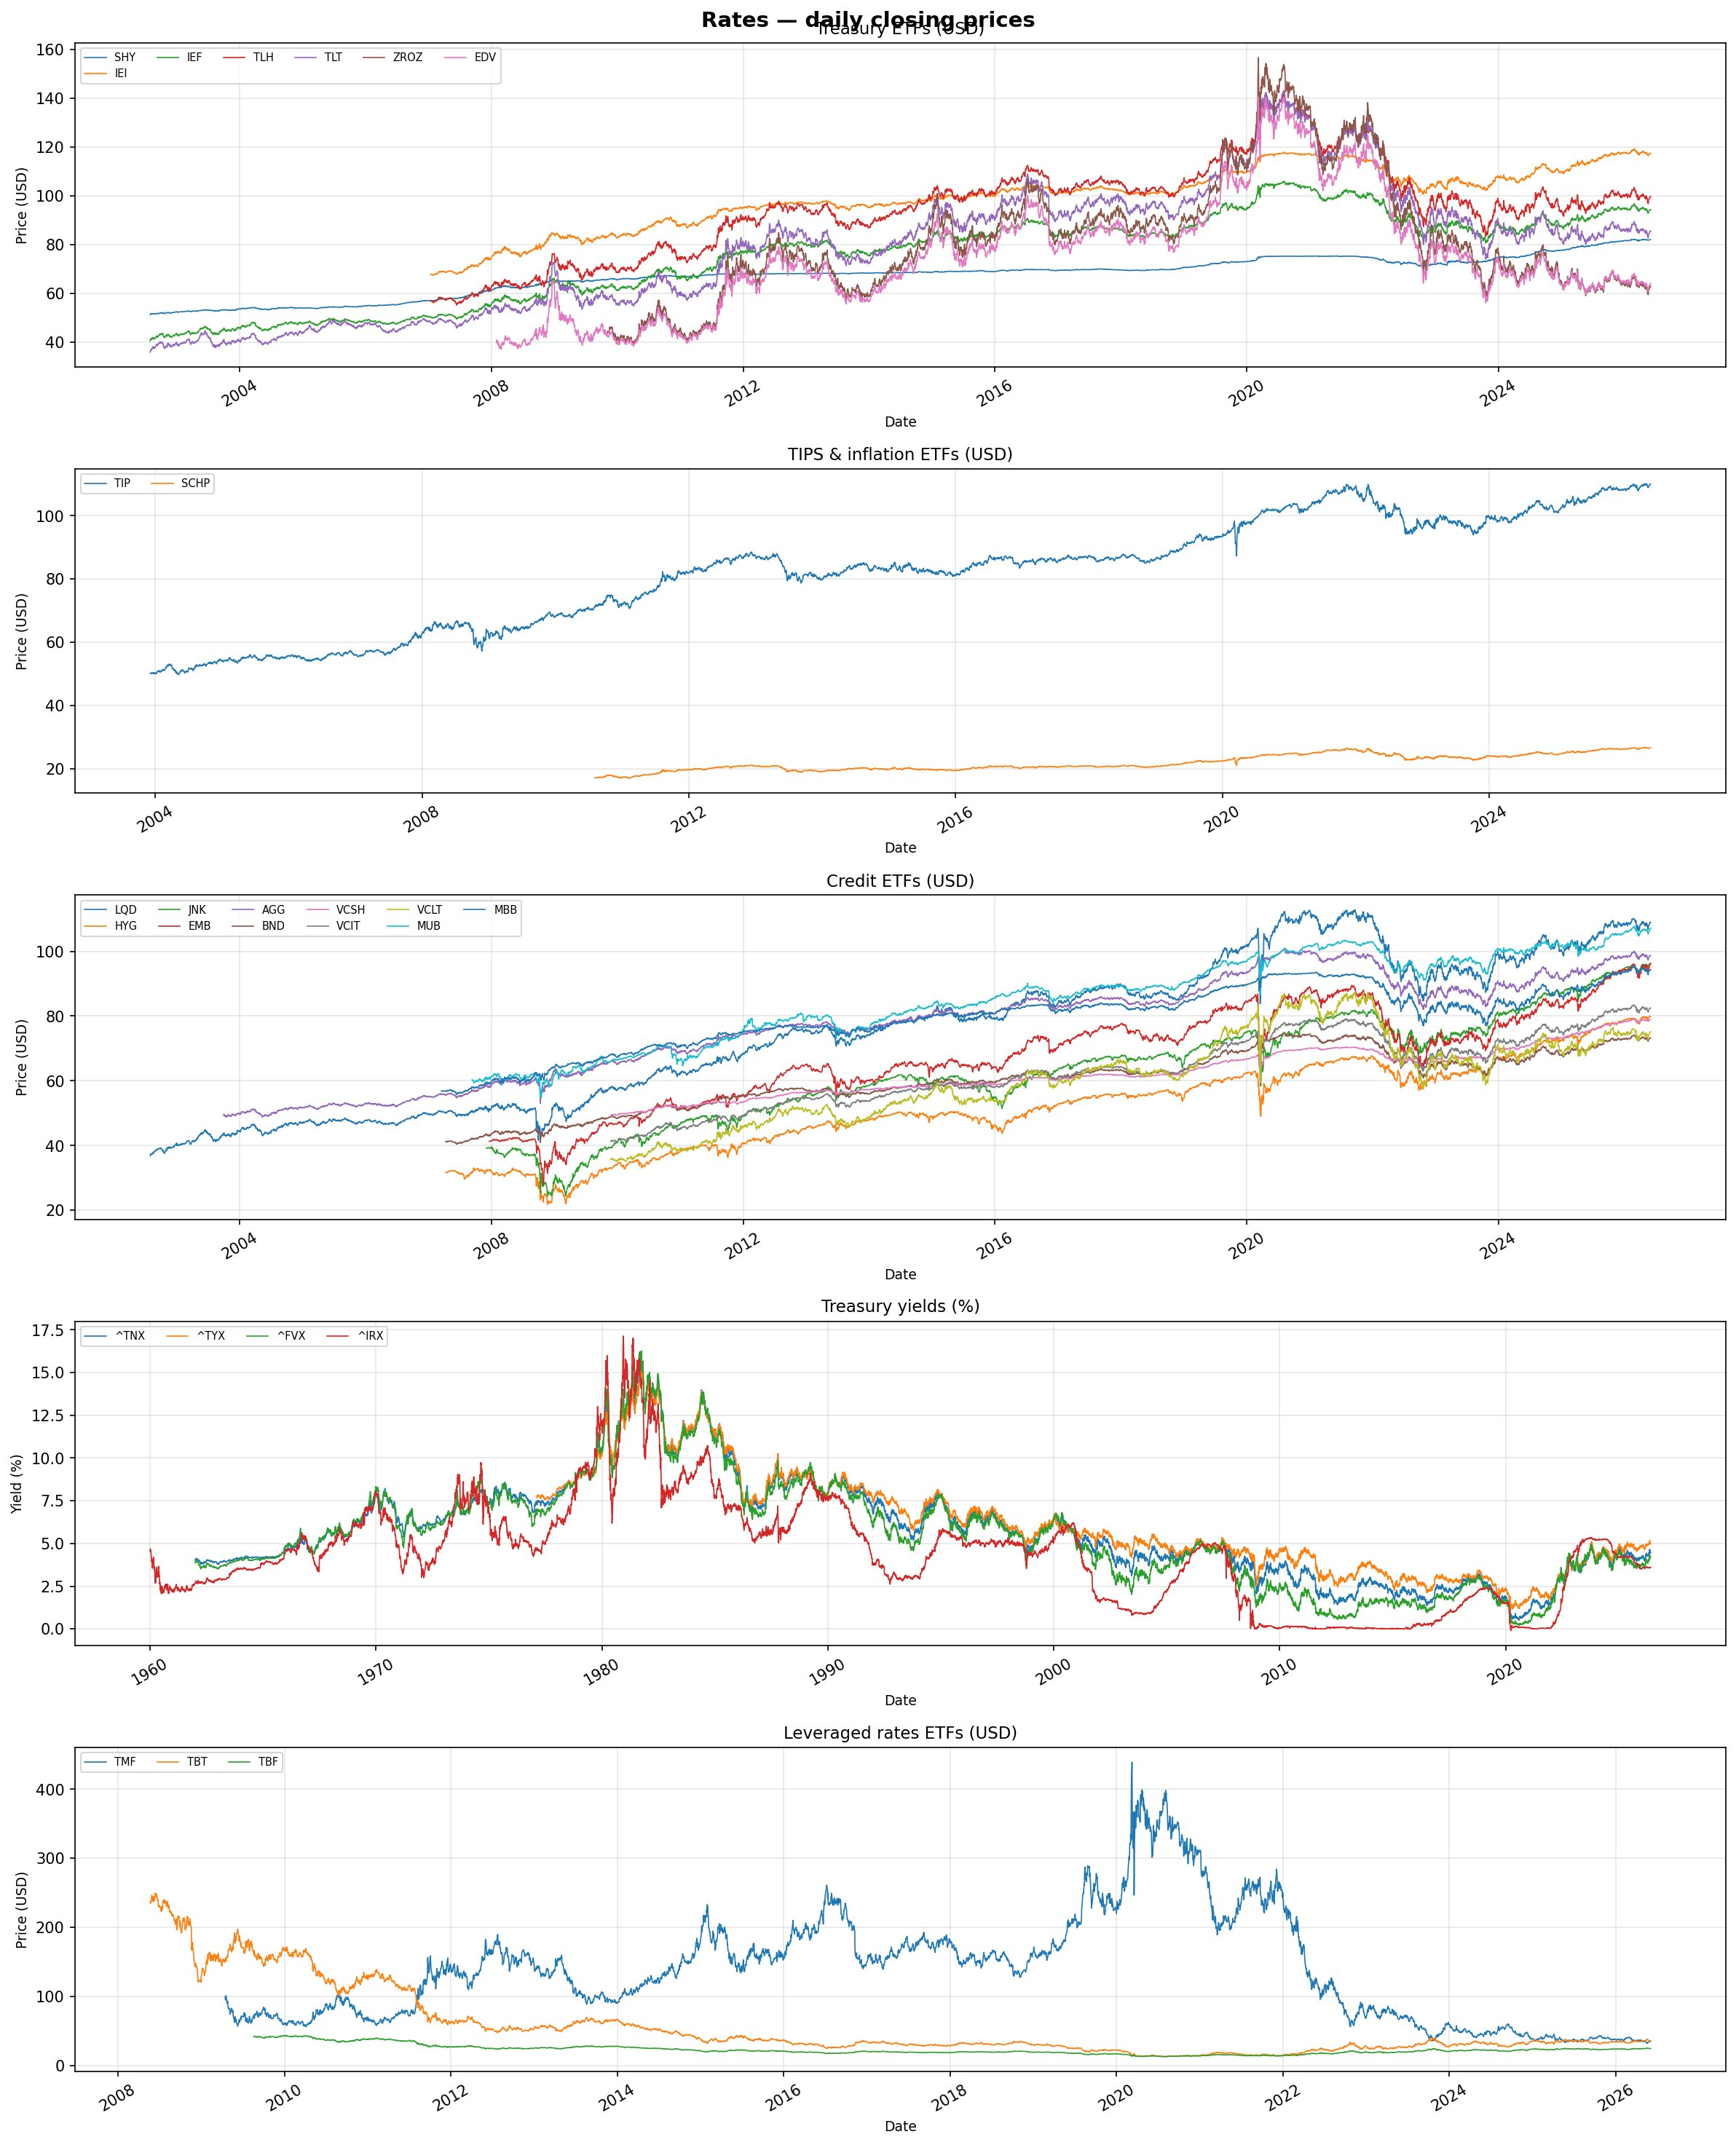 Rates — daily closing prices
Treasury ETFs (USD)
SHY IEF TLH TLT ZROZ EDV
IEI
Price (USD)
160
140
120
100
80
60
40
2004 2008 2012 2016 2020 2024
Date
TIPS & inflation ETFs (USD)
TIP SCHP
Price (USD)
100
80
60
40
20
2004 2008 2012 2016 2020 2024
Date
Credit ETFs (USD)
LQD JNK AGG VCSH VCLT MBB
HYG EMB BND VCIT MUB
Price (USD)
100
80
60
40
20
2004 2008 2012 2016 2020 2024
Date
Treasury yields (%)
^TNX ^TYX ^FVX ^IRX
Yield (%)
17.5
15.0
12.5
10.0
7.5
5.0
2.5
0.0
1960 1970 1980 1990 2000 2010 2020
Date
Leveraged rates ETFs (USD)
TMF TBT TBF
Price (USD)
400
300
200
100
0
2008 2010 2012 2014 2016 2018 2020 2022 2024 2026
Date